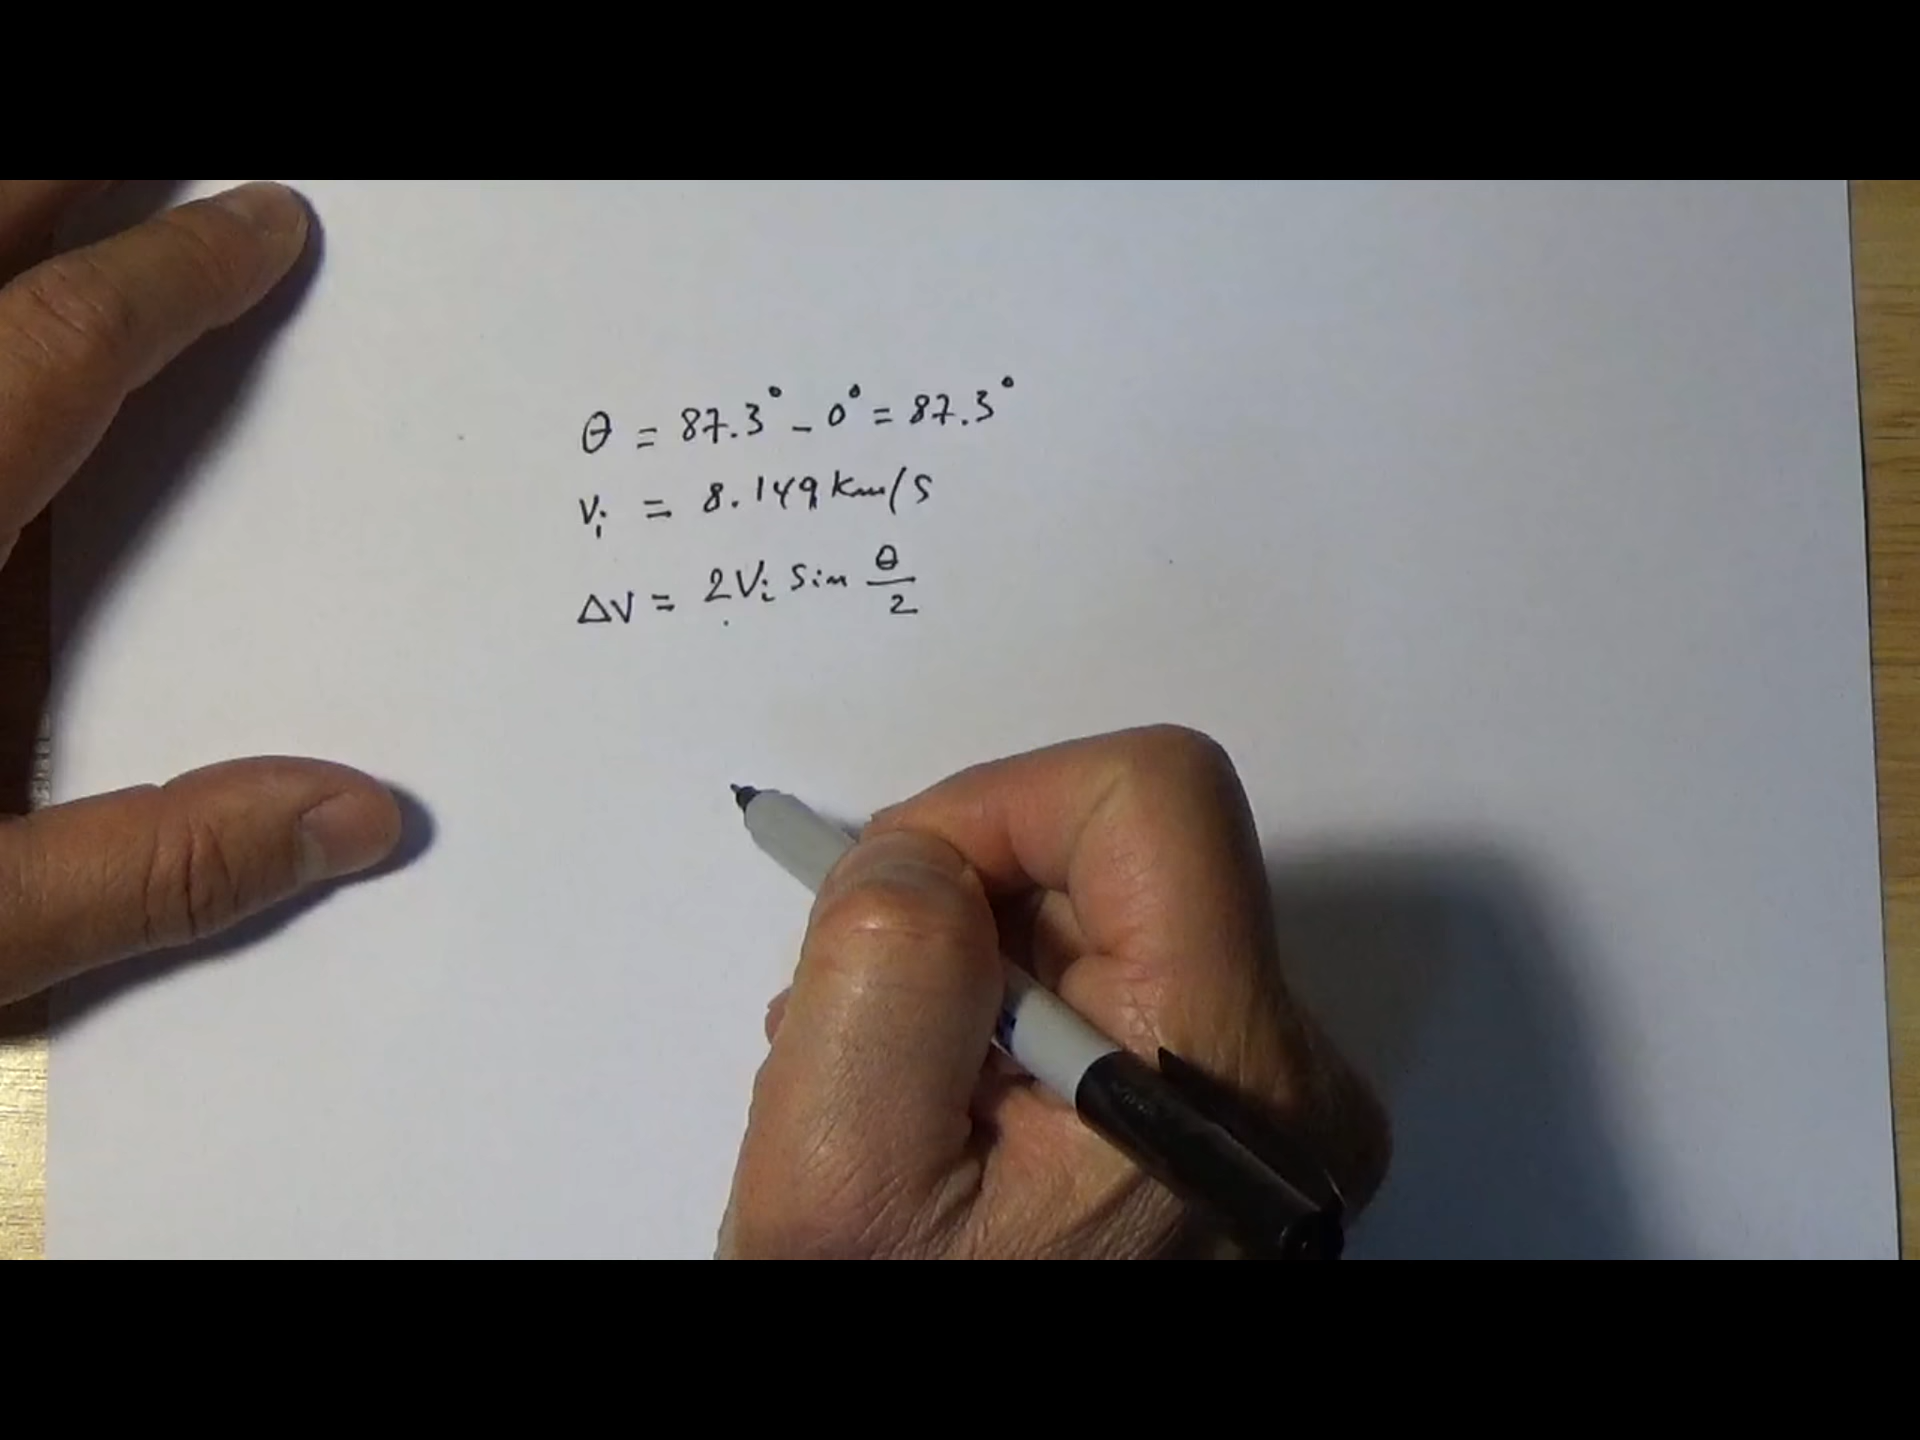 θ = 87.3° - 0° = 87.3°
Vi = 8.149 km/s
ΔV = 2Vi sin θ/2